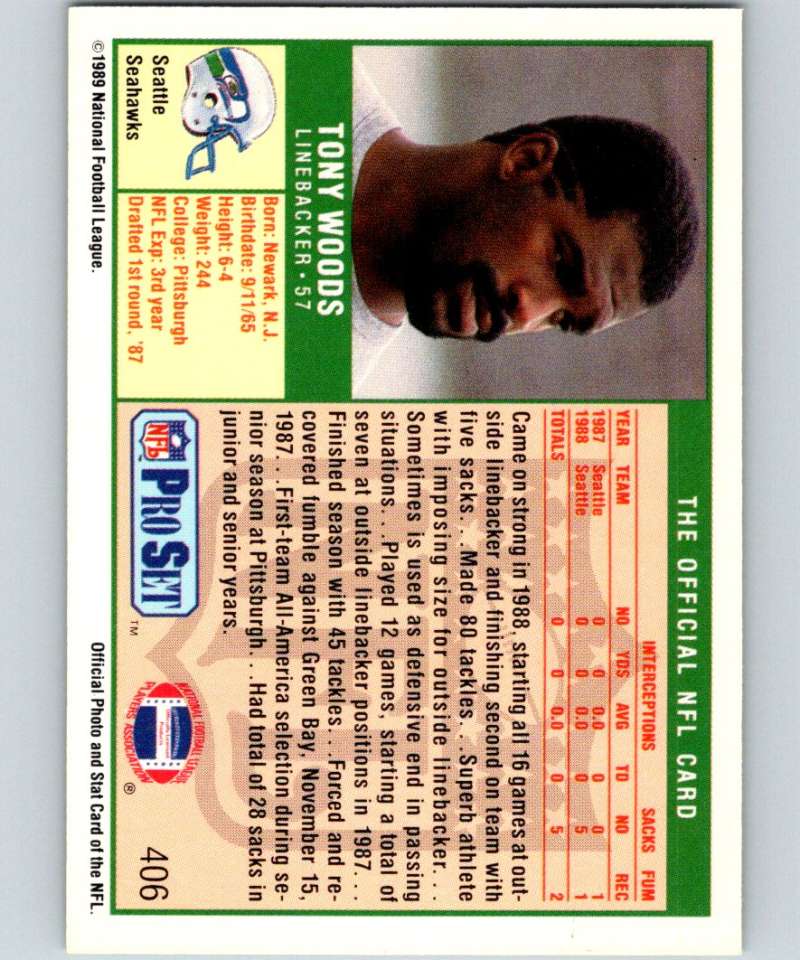 THE OFFICIAL NFL CARD
TONY WOODS
LINEBACKER • 57
Seattle
Seahawks
Born: Newark, N.J.
Birthdate: 9/11/65
Height: 6-4
Weight: 244
College: Pittsburgh
NFL Exp: 3rd year
Drafted 1st round, '87
INTERCEPTIONS SACKS FUM
YEAR TEAM NO YDS AVG TD NO REC
1987 Seattle 0 0 0.0 0 0 1
1988 Seattle 0 0 0.0 0 5 1
TOTALS 0 0 0.0 0 5 2
Came on strong in 1988, starting all 16 games at out-
side linebacker and finishing second on team with
five sacks...Made 80 tackles...Superb athlete
with imposing size for outside linebacker...
Sometimes is used as defensive end in passing
situations...Played 12 games, starting a total of
seven at outside linebacker positions in 1987...
Finished season with 45 tackles...Forced and re-
covered fumble against Green Bay, November 15,
1987...First-team All-America selection during se-
nior season at Pittsburgh...Had total of 28 sacks in
junior and senior years.
NFL PRO SET ™
NATIONAL FOOTBALL LEAGUE
PLAYERS ASSOCIATION ®
406
©1989 National Football League.
Official Photo and Stat Card of the NFL.